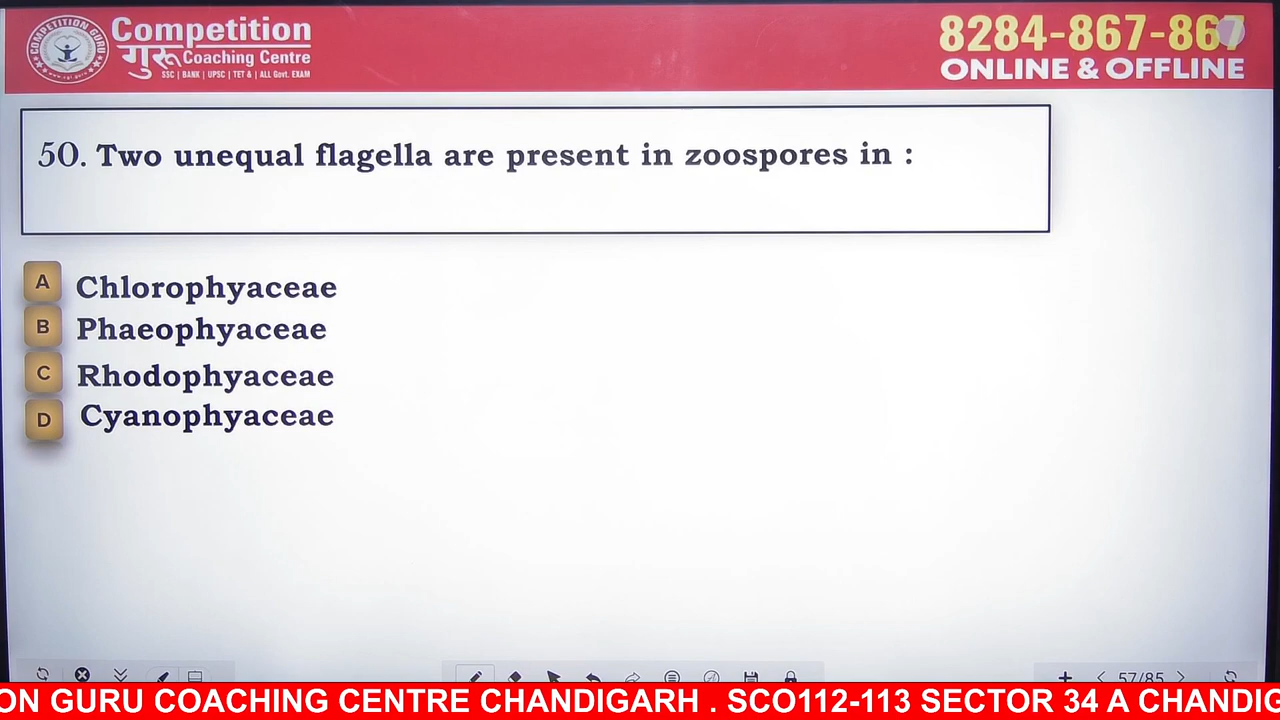 COMPETITION GURU
Competition
गुरू Coaching Centre
SSC | BANK | UPSC | TET & | ALL Govt. EXAM
8284-867-867
ONLINE & OFFLINE
50. Two unequal flagella are present in zoospores in :
A Chlorophyaceae
B Phaeophyaceae
C Rhodophyaceae
D Cyanophyaceae
57/85
ON GURU COACHING CENTRE CHANDIGARH . SCO112-113 SECTOR 34 A CHANDIG